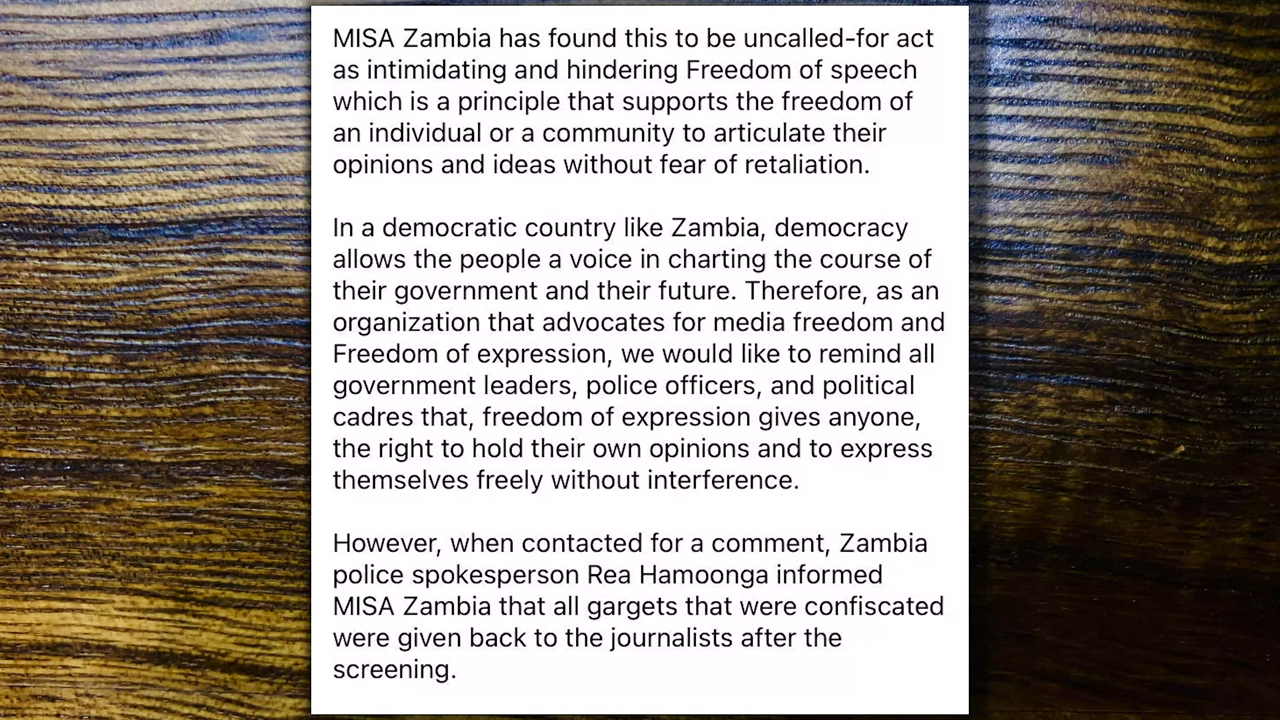 MISA Zambia has found this to be uncalled-for act
as intimidating and hindering Freedom of speech
which is a principle that supports the freedom of
an individual or a community to articulate their
opinions and ideas without fear of retaliation.
In a democratic country like Zambia, democracy
allows the people a voice in charting the course of
their government and their future. Therefore, as an
organization that advocates for media freedom and
Freedom of expression, we would like to remind all
government leaders, police officers, and political
cadres that, freedom of expression gives anyone,
the right to hold their own opinions and to express
themselves freely without interference.
However, when contacted for a comment, Zambia
police spokesperson Rea Hamoonga informed
MISA Zambia that all gargets that were confiscated
were given back to the journalists after the
screening.